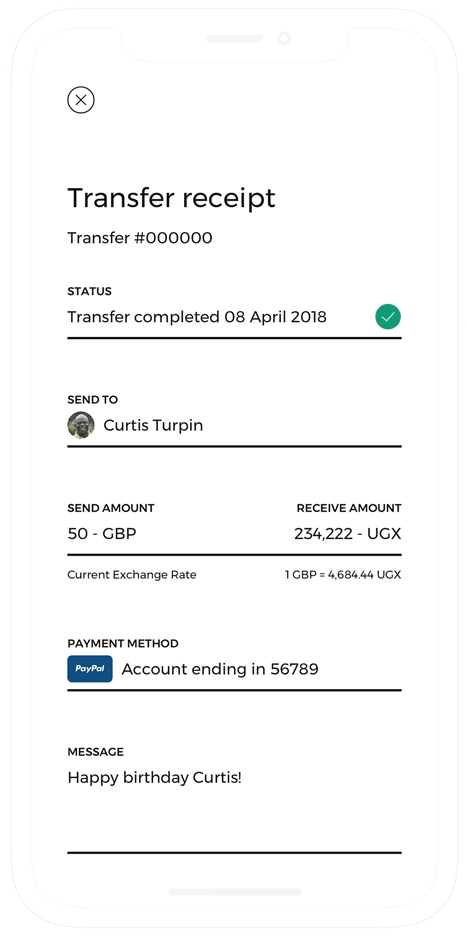 Transfer receipt
Transfer #000000
STATUS
Transfer completed 08 April 2018
SEND TO
Curtis Turpin
SEND AMOUNT RECEIVE AMOUNT
50 - GBP 234,222 - UGX
Current Exchange Rate 1 GBP = 4,684.44 UGX
PAYMENT METHOD
PayPal Account ending in 56789
MESSAGE
Happy birthday Curtis!